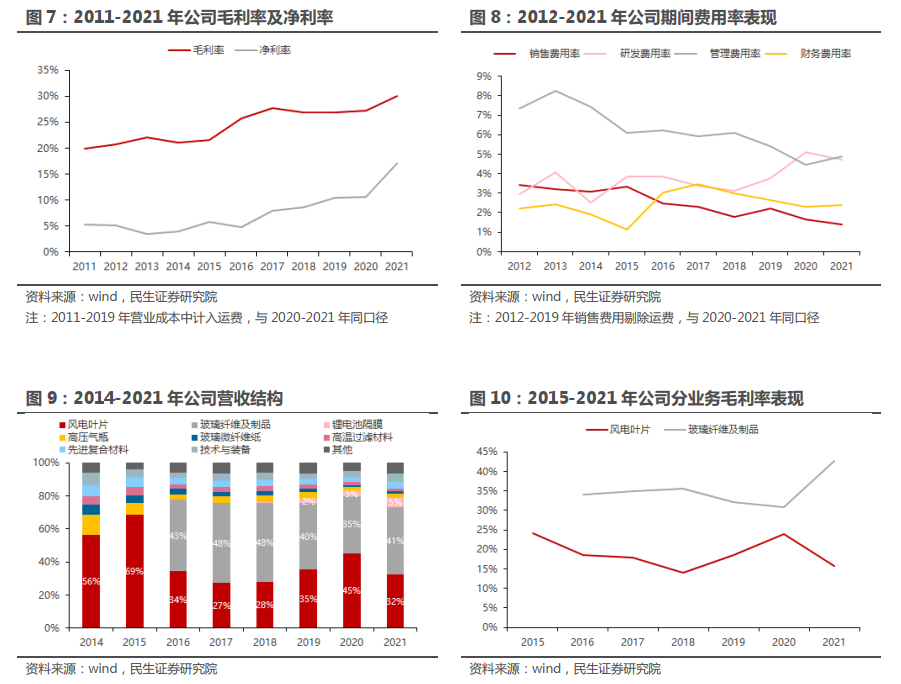 图 7：2011-2021 年公司毛利率及净利率
毛利率 净利率
35%
30%
25%
20%
15%
10%
5%
0%
2011 2012 2013 2014 2015 2016 2017 2018 2019 2020 2021
资料来源：wind，民生证券研究院
注：2011-2019 年营业成本中计入运费，与 2020-2021 年同口径
图 8：2012-2021 年公司期间费用率表现
销售费用率 研发费用率 管理费用率 财务费用率
9%
8%
7%
6%
5%
4%
3%
2%
1%
0%
2012 2013 2014 2015 2016 2017 2018 2019 2020 2021
资料来源：wind，民生证券研究院
注：2012-2019 年销售费用剔除运费，与 2020-2021 年同口径
图 9：2014-2021 年公司营收结构
风电叶片 玻璃纤维及制品 锂电池隔膜
高压气瓶 玻璃微纤维纸 高温过滤材料
先进复合材料 技术与装备 其他
100%
80%
60%
40%
20%
0%
3%
2%
5%
43% 48% 48% 40% 35% 41%
56% 69% 34% 27% 28% 35% 45% 32%
2014 2015 2016 2017 2018 2019 2020 2021
资料来源：wind，民生证券研究院
图 10：2015-2021 年公司分业务毛利率表现
风电叶片 玻璃纤维及制品
45%
40%
35%
30%
25%
20%
15%
10%
5%
0%
2015 2016 2017 2018 2019 2020 2021
资料来源：wind，民生证券研究院